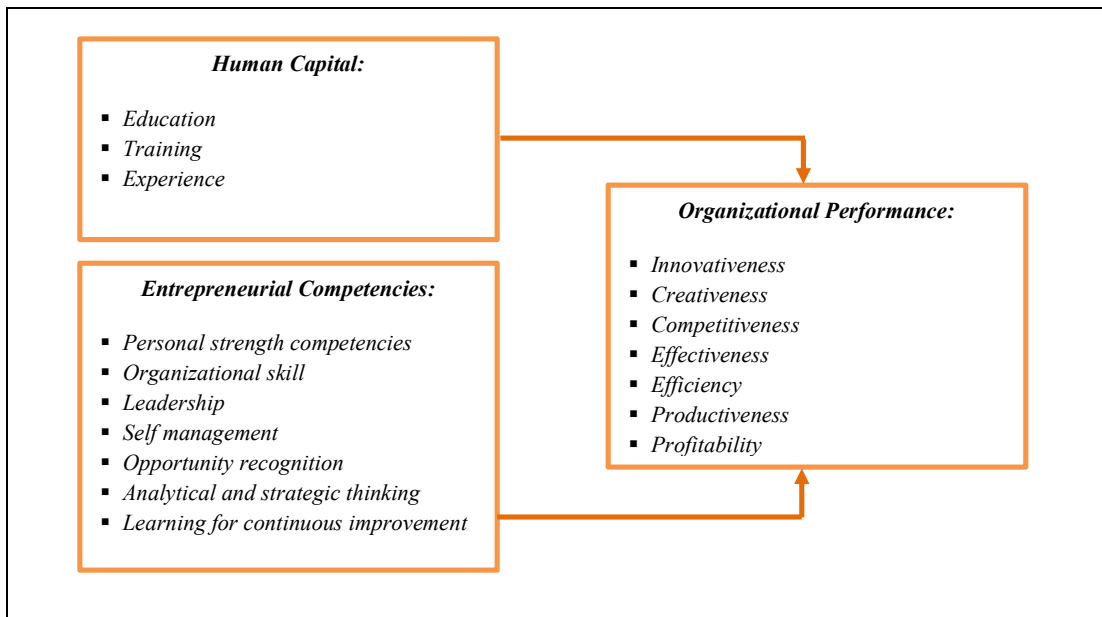 Human Capital:
▪ Education
▪ Training
▪ Experience
Entrepreneurial Competencies:
▪ Personal strength competencies
▪ Organizational skill
▪ Leadership
▪ Self management
▪ Opportunity recognition
▪ Analytical and strategic thinking
▪ Learning for continuous improvement
Organizational Performance:
▪ Innovativeness
▪ Creativeness
▪ Competitiveness
▪ Effectiveness
▪ Efficiency
▪ Productiveness
▪ Profitability